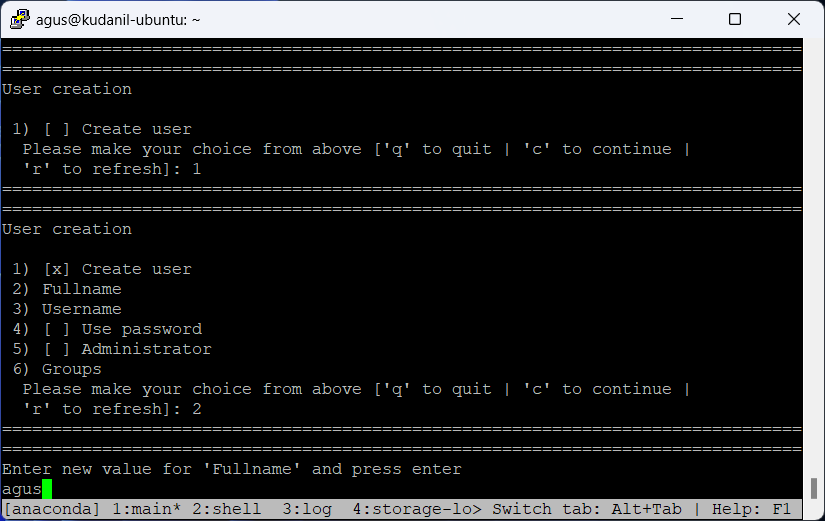 agus@kudanil-ubuntu: ~
================================================================================
================================================================================
User creation
1) [ ] Create user
Please make your choice from above ['q' to quit | 'c' to continue |
'r' to refresh]: 1
================================================================================
================================================================================
User creation
1) [x] Create user
2) Fullname
3) Username
4) [ ] Use password
5) [ ] Administrator
6) Groups
Please make your choice from above ['q' to quit | 'c' to continue |
'r' to refresh]: 2
================================================================================
================================================================================
Enter new value for 'Fullname' and press enter
agus
[anaconda] 1:main* 2:shell  3:log  4:storage-lo> Switch tab: Alt+Tab | Help: F1